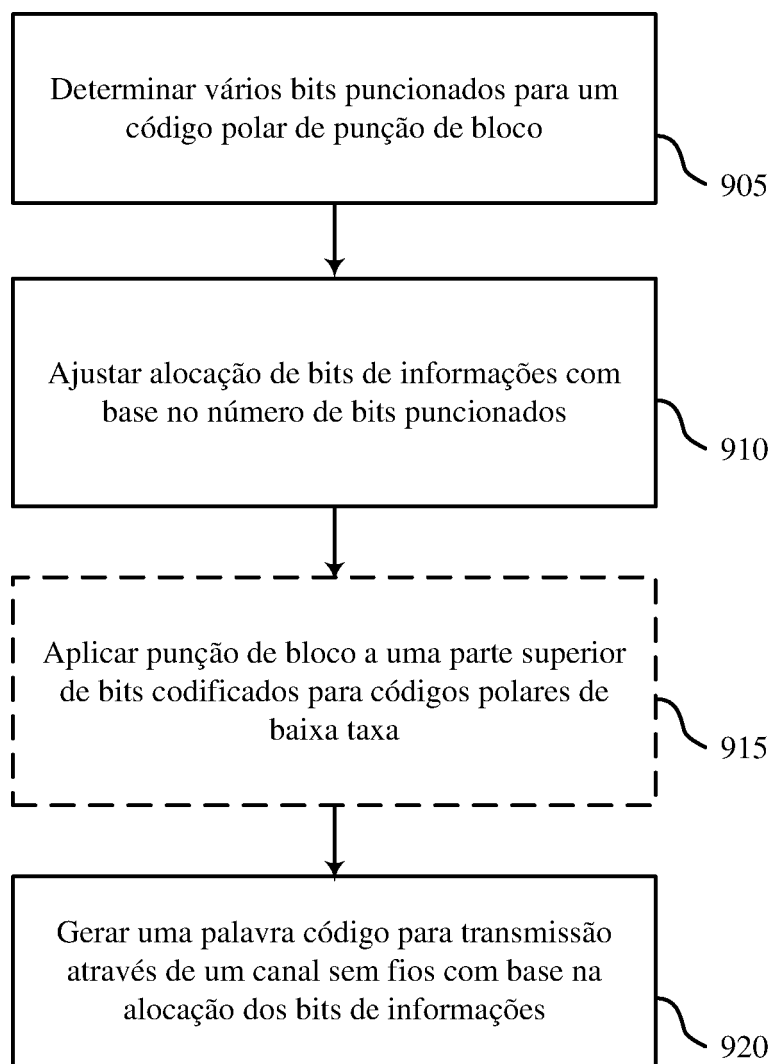 Determinar vários bits puncionados para um
código polar de punção de bloco
905
Ajustar alocação de bits de informações com
base no número de bits puncionados
910
Aplicar punção de bloco a uma parte superior
de bits codificados para códigos polares de
baixa taxa
915
Gerar uma palavra código para transmissão
através de um canal sem fios com base na
alocação dos bits de informações
920